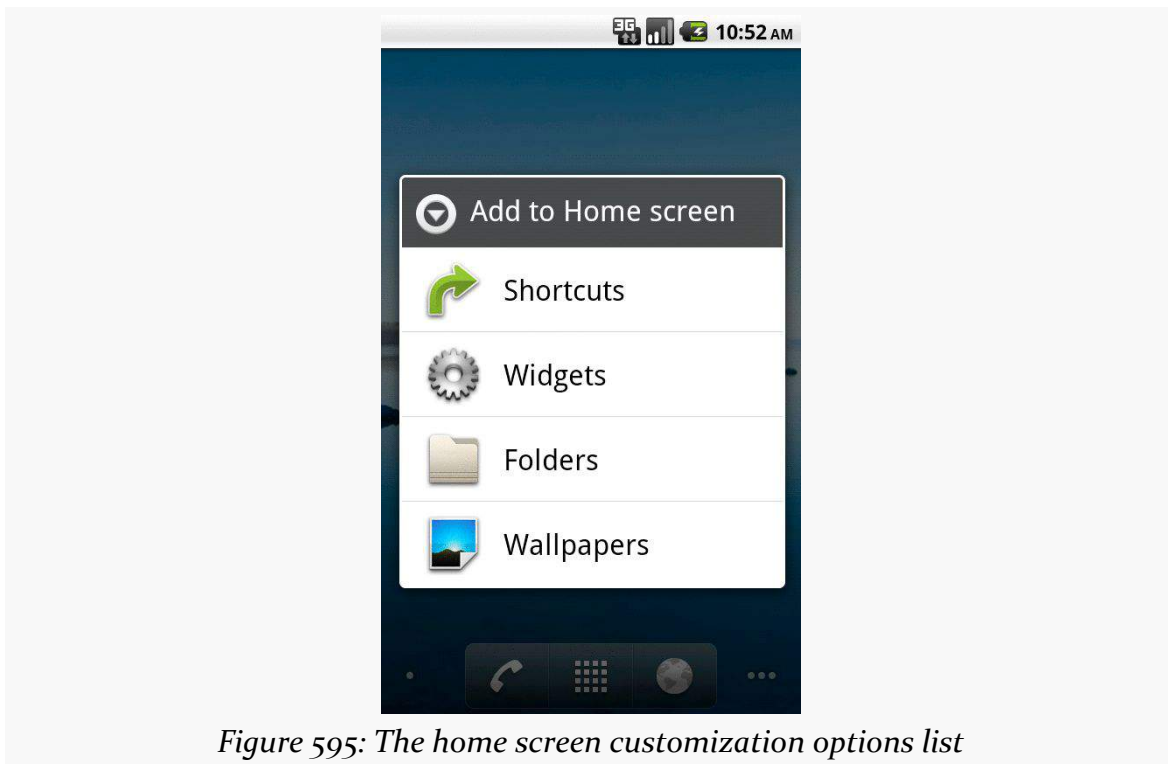 3G 10:52 AM
Add to Home screen
Shortcuts
Widgets
Folders
Wallpapers
Figure 595: The home screen customization options list